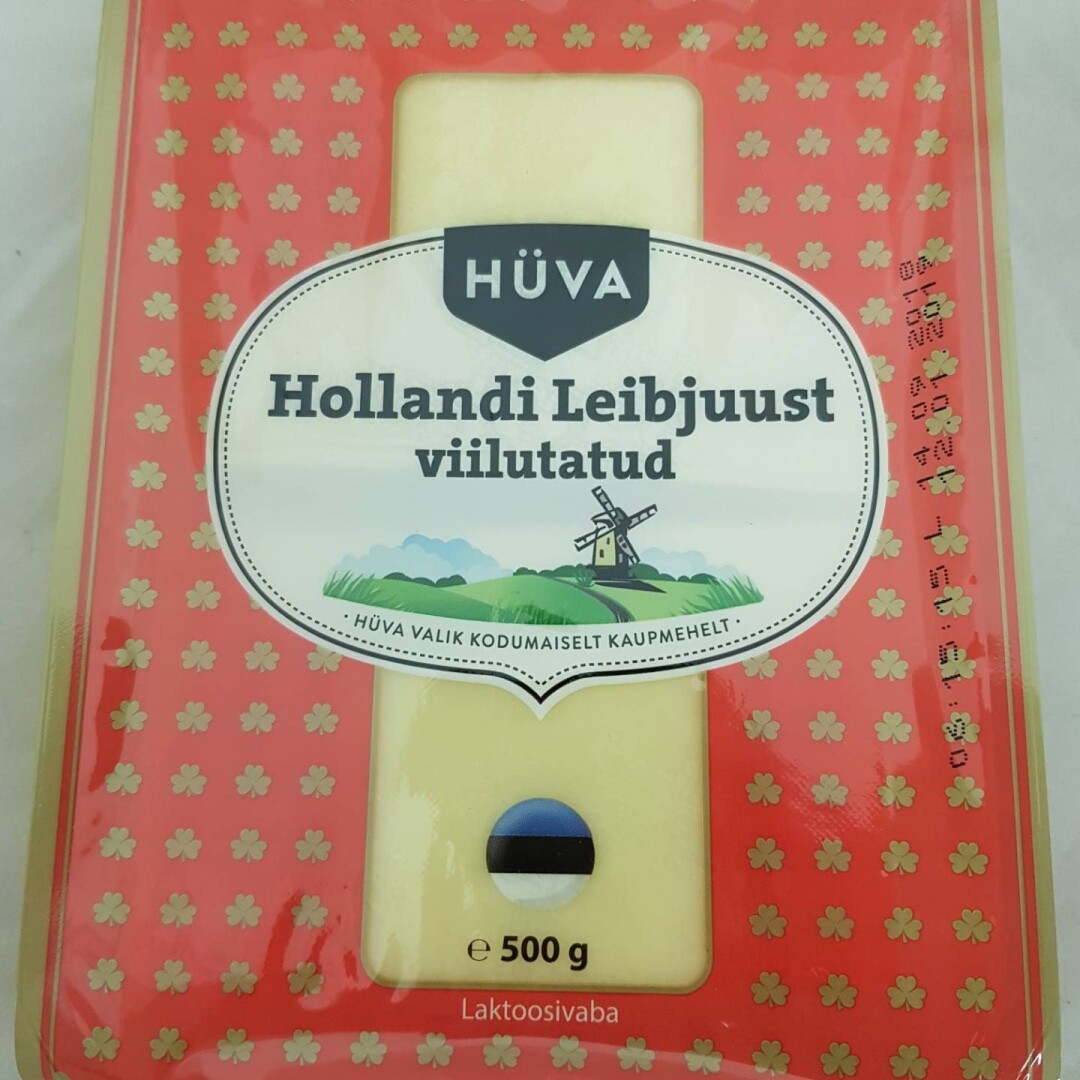 HÜVA
Hollandi Leibjuust
viilutatud
· HÜVA VALIK KODUMAISELT KAUPMEHELT ·
℮ 500 g
Laktoosivaba